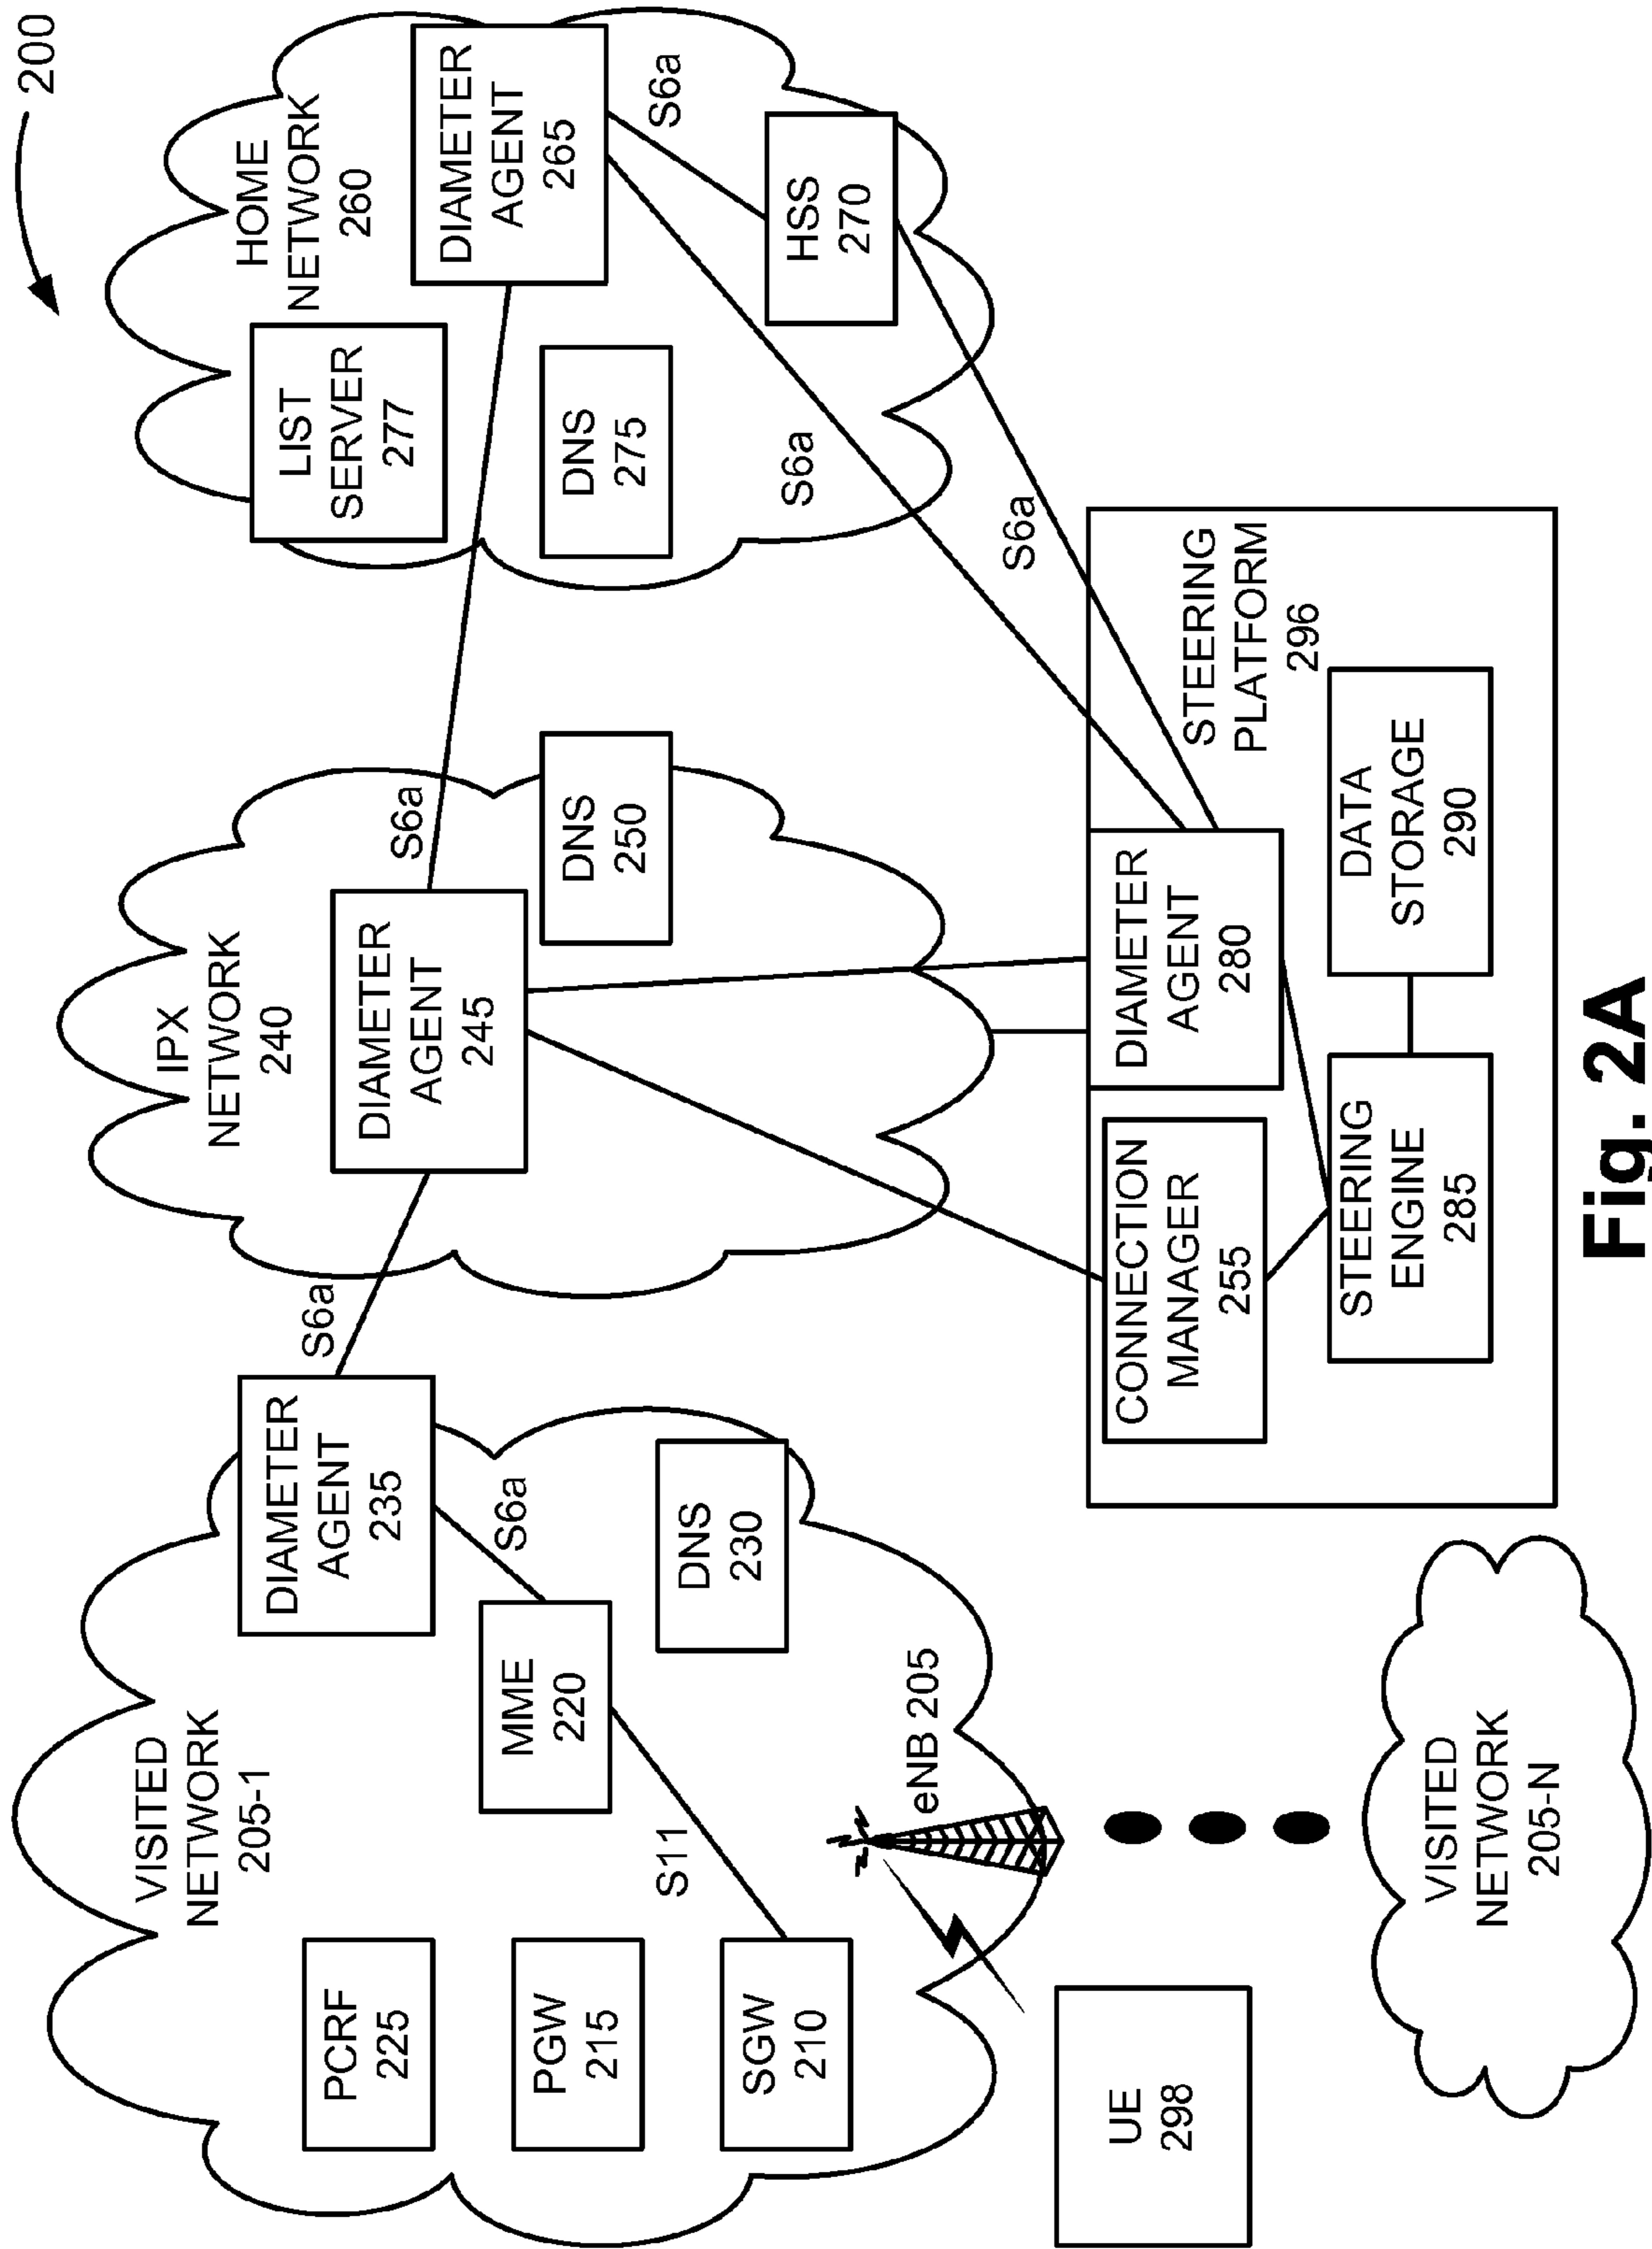 200
VISITED
NETWORK
205-1
PCRF
225
PGW
215
SGW
210
S11
MME
220
S6a
DIAMETER
AGENT
235
DNS
230
eNB 205
UE
298
VISITED
NETWORK
205-N
S6a
IPX
NETWORK
240
DIAMETER
AGENT
245
S6a
DNS
250
HOME
NETWORK
260
LIST
SERVER
277
DIAMETER
AGENT
265
DNS
275
S6a
HSS
270
S6a
S6a
STEERING
PLATFORM
296
CONNECTION
MANAGER
255
DIAMETER
AGENT
280
STEERING
ENGINE
285
DATA
STORAGE
290
Fig. 2A